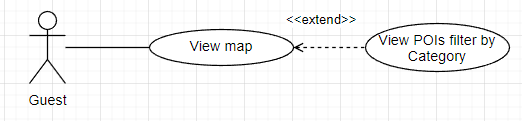 <<extend>>
View map
View POIs filter by
Category
Guest